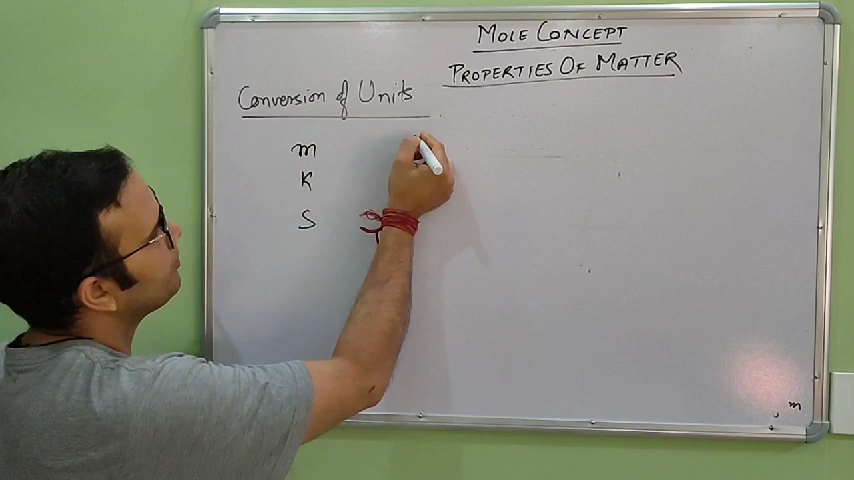 MOLE CONCEPT
PROPERTIES OF MATTER
Conversion of Units
m
K
S
m